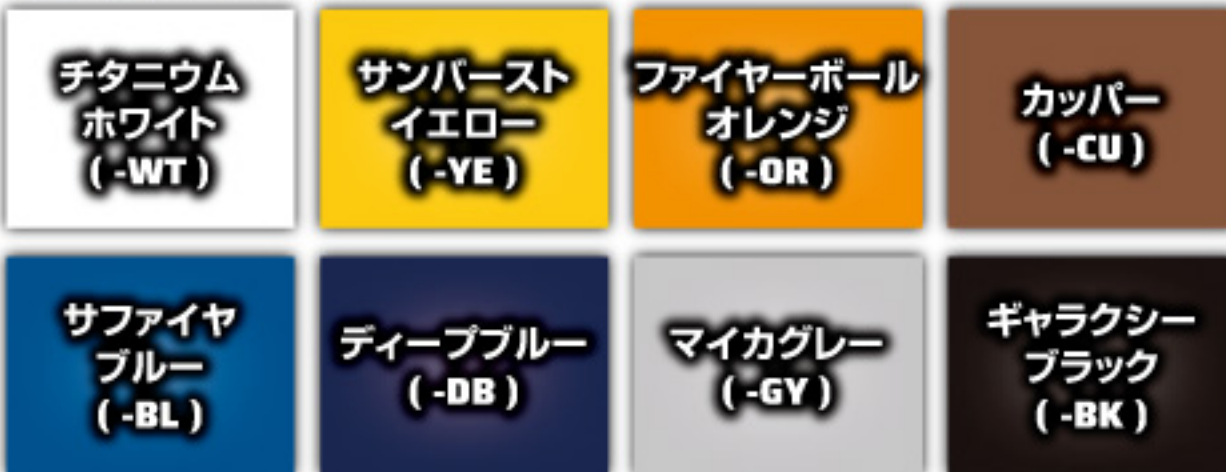 チタニウム
ホワイト
( -WT )
サンバースト
イエロー
( -YE )
ファイヤーボール
オレンジ
( -OR )
カッパー
( -CU )
サファイヤ
ブルー
( -BL )
ディープブルー
( -DB )
マイカグレー
( -GY )
ギャラクシー
ブラック
( -BK )